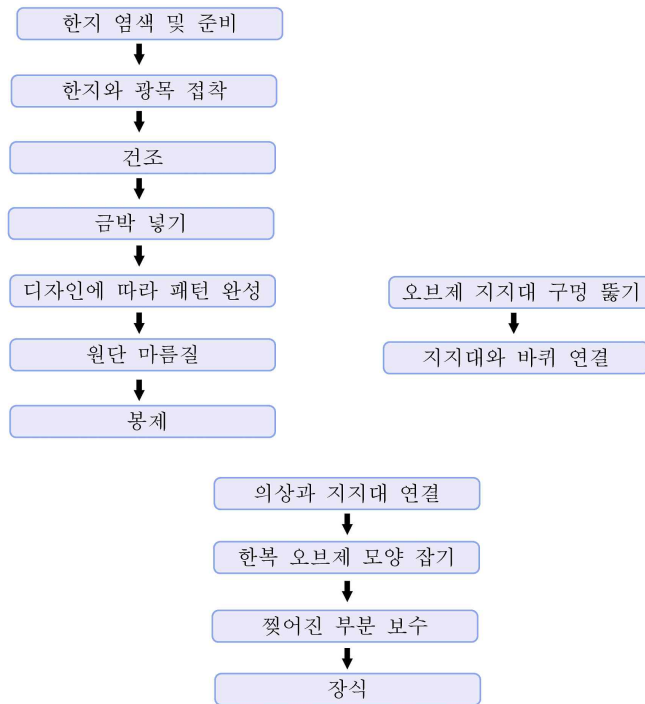 한지 염색 및 준비
한지와 광목 접착
건조
금박 넣기
디자인에 따라 패턴 완성
원단 마름질
봉제
오브제 지지대 구멍 뚫기
지지대와 바퀴 연결
의상과 지지대 연결
한복 오브제 모양 잡기
찢어진 부분 보수
장식